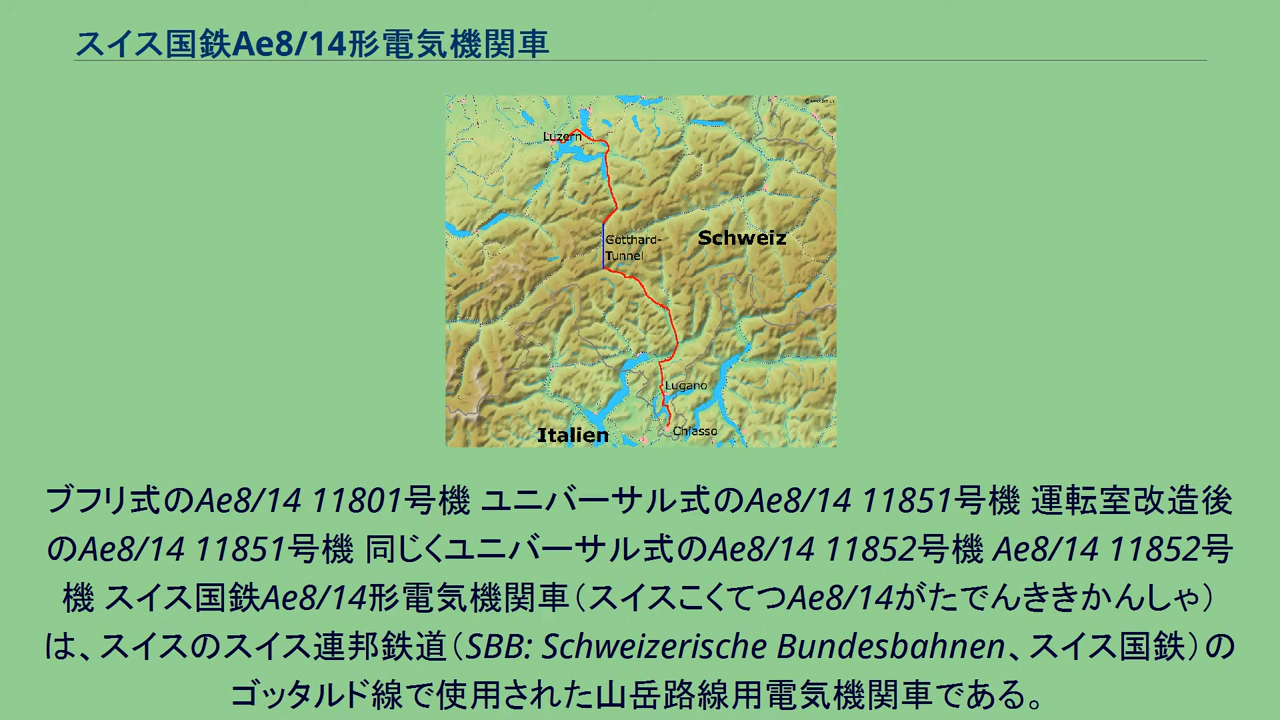 スイス国鉄Ae8/14形電気機関車
Luzern
Gotthard-
Tunnel
Schweiz
Lugano
Chiasso
Italien
ブフリ式のAe8/14 11801号機 ユニバーサル式のAe8/14 11851号機 運転室改造後
のAe8/14 11851号機 同じくユニバーサル式のAe8/14 11852号機 Ae8/14 11852号
機 スイス国鉄Ae8/14形電気機関車（スイスこくてつAe8/14がたでんききかんしゃ）
は、スイスのスイス連邦鉄道（SBB: Schweizerische Bundesbahnen、スイス国鉄）の
ゴッタルド線で使用された山岳路線用電気機関車である。